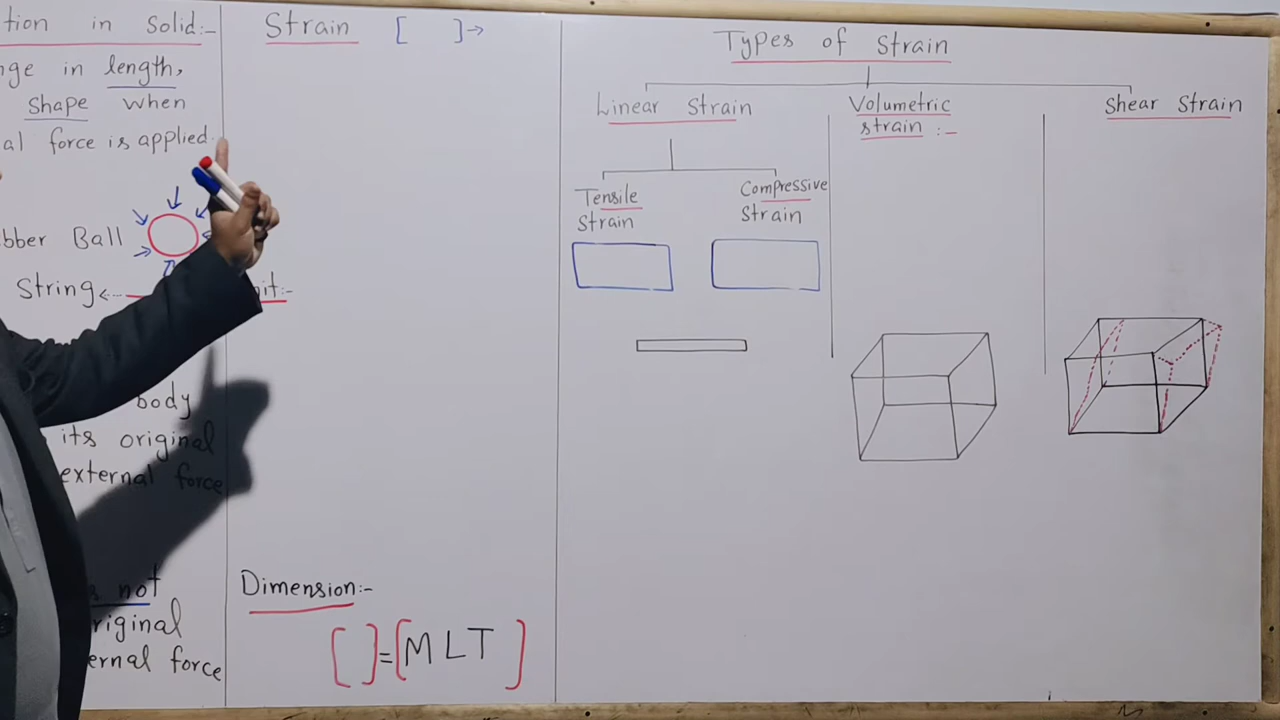 tion in Solid:-
nge in length,
Shape when
al force is applied.
bber Ball
String
body
its original
external force
not
riginal
ernal force
Strain [ ]→
it:-
Dimension:-
[ ]=[MLT ]
Types of Strain
Linear Strain
Tensile
Strain
Compressive
Strain
Volumetric
strain :-
Shear Strain